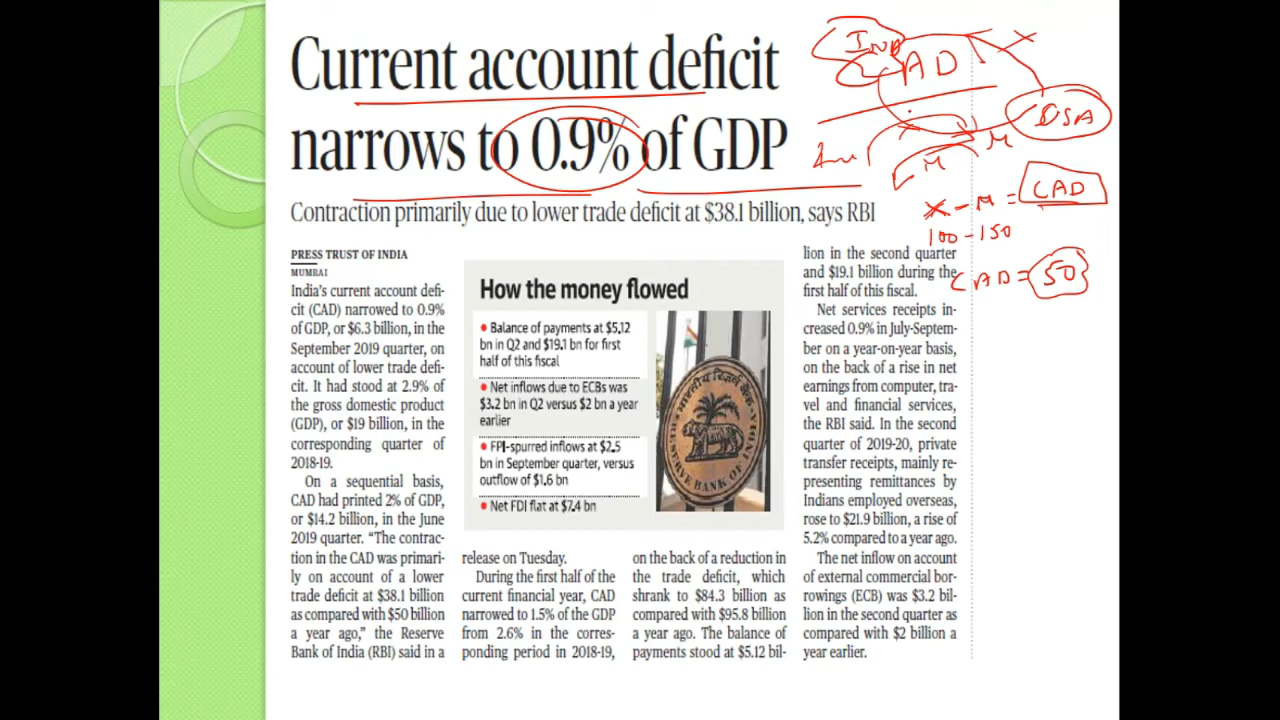 Current account deficit
narrows to 0.9% of GDP
Contraction primarily due to lower trade deficit at $38.1 billion, says RBI
PRESS TRUST OF INDIA
MUMBAI
India's current account defi-
cit (CAD) narrowed to 0.9%
of GDP, or $6.3 billion, in the
September 2019 quarter, on
account of lower trade defi-
cit. It had stood at 2.9% of
the gross domestic product
(GDP), or $19 billion, in the
corresponding quarter of
2018-19.
On a sequential basis,
CAD had printed 2% of GDP,
or $14.2 billion, in the June
2019 quarter. “The contrac-
tion in the CAD was primari-
ly on account of a lower
trade deficit at $38.1 billion
as compared with $50 billion
a year ago,” the Reserve
Bank of India (RBI) said in a
How the money flowed
• Balance of payments at $5.12
bn in Q2 and $19.1 bn for first
half of this fiscal
• Net inflows due to ECBs was
$3.2 bn in Q2 versus $2 bn a year
earlier
• FPI-spurred inflows at $2.5
bn in September quarter, versus
outflow of $1.6 bn
• Net FDI flat at $7.4 bn
release on Tuesday.
During the first half of the
current financial year, CAD
narrowed to 1.5% of the GDP
from 2.6% in the corres-
ponding period in 2018-19,
on the back of a reduction in
the trade deficit, which
shrank to $84.3 billion as
compared with $95.8 billion
a year ago. The balance of
payments stood at $5.12 bil-
lion in the second quarter
and $19.1 billion during the
first half of this fiscal.
Net services receipts in-
creased 0.9% in July-Septem-
ber on a year-on-year basis,
on the back of a rise in net
earnings from computer, tra-
vel and financial services,
the RBI said. In the second
quarter of 2019-20, private
transfer receipts, mainly re-
presenting remittances by
Indians employed overseas,
rose to $21.9 billion, a rise of
5.2% compared to a year ago.
The net inflow on account
of external commercial bor-
rowings (ECB) was $3.2 bil-
lion in the second quarter as
compared with $2 billion a
year earlier.
RESERVE BANK OF INDIA
IND
X
CAD
USA
M
M
X - M = CAD
100 - 150
CAD = 50